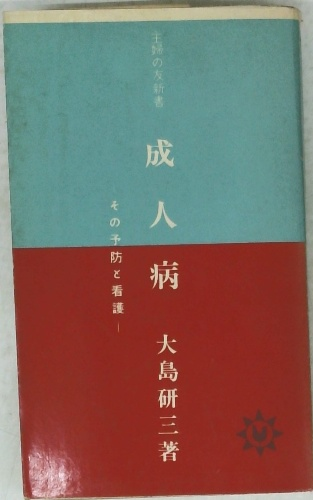 主婦の友新書
成人病
—その予防と看護—
大島研三著